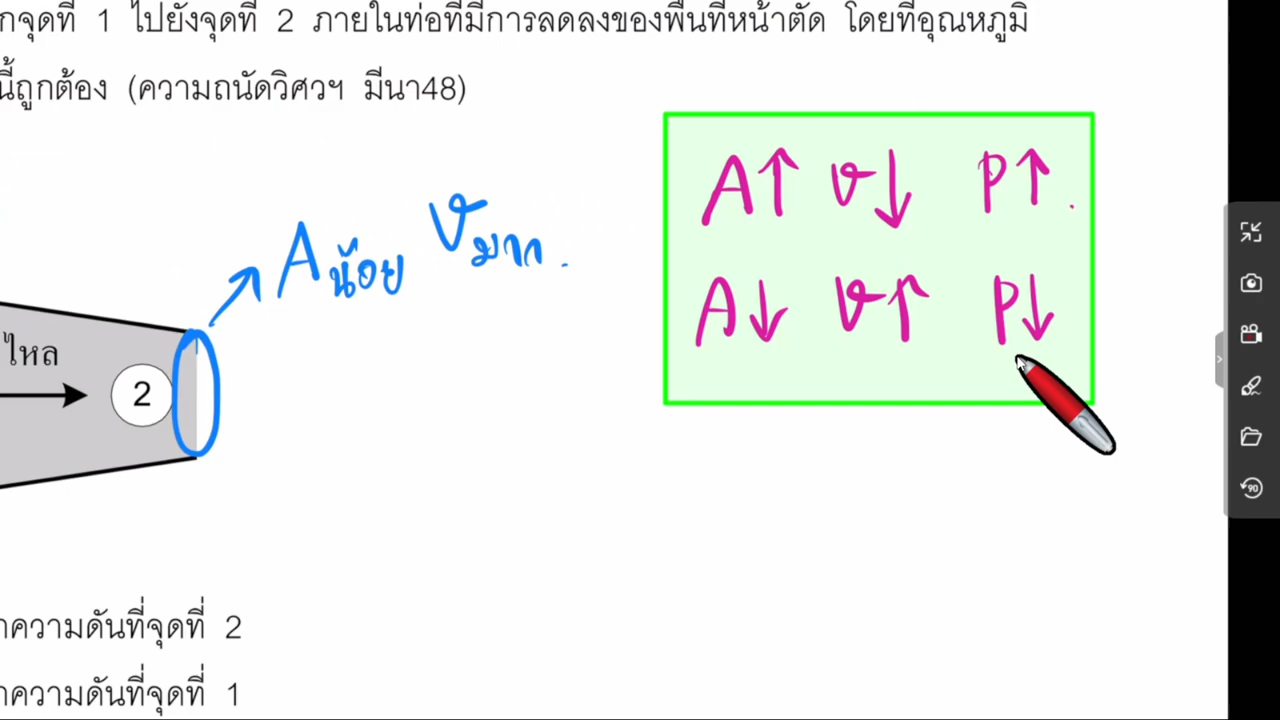 กจุดที่ 1 ไปยังจุดที่ 2 ภายในท่อที่มีการลดลงของพื้นที่หน้าตัด โดยที่อุณหภูมิ
นี้ถูกต้อง (ความถนัดวิศวฯ มีนา48)
A↑ v↓ P↑.
A น้อย v มาก.
A↓ v↑ P↓
ไหล
2
าความดันที่จุดที่ 2
าความดันที่จุดที่ 1
90